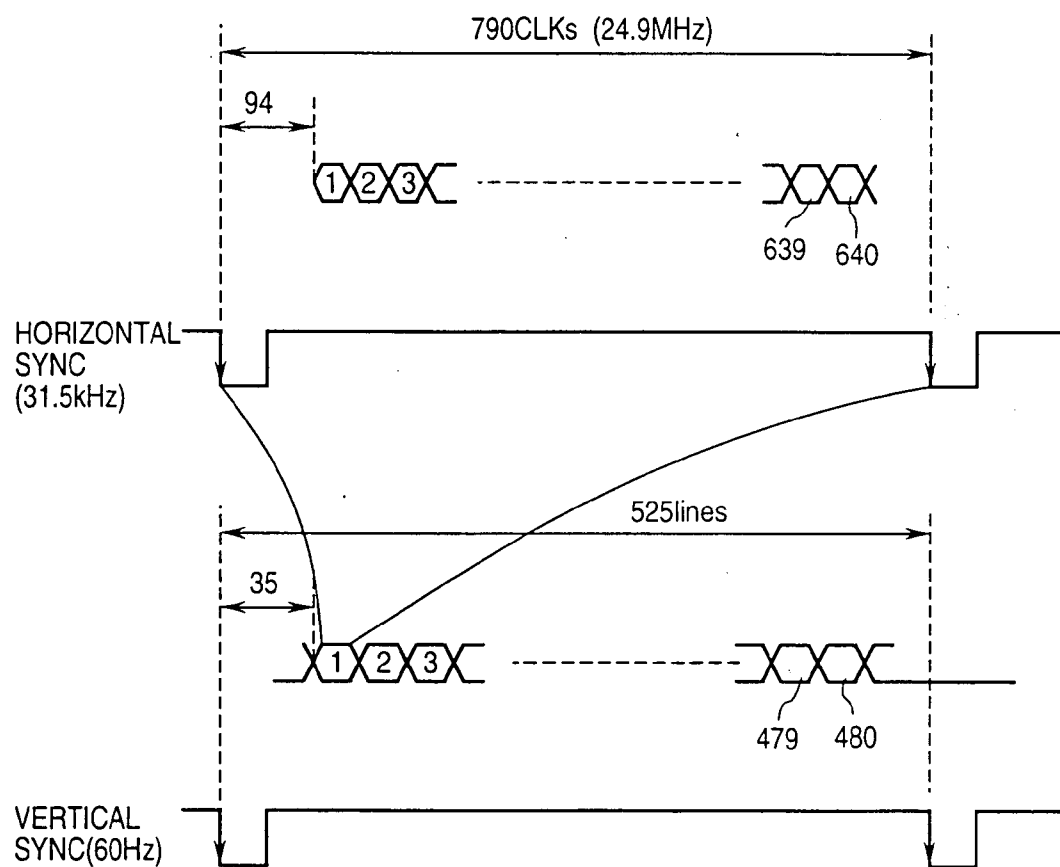 790CLKs (24.9MHz)
94
1 2 3
639 640
HORIZONTAL
SYNC
(31.5kHz)
525lines
35
1 2 3
479 480
VERTICAL
SYNC(60Hz)